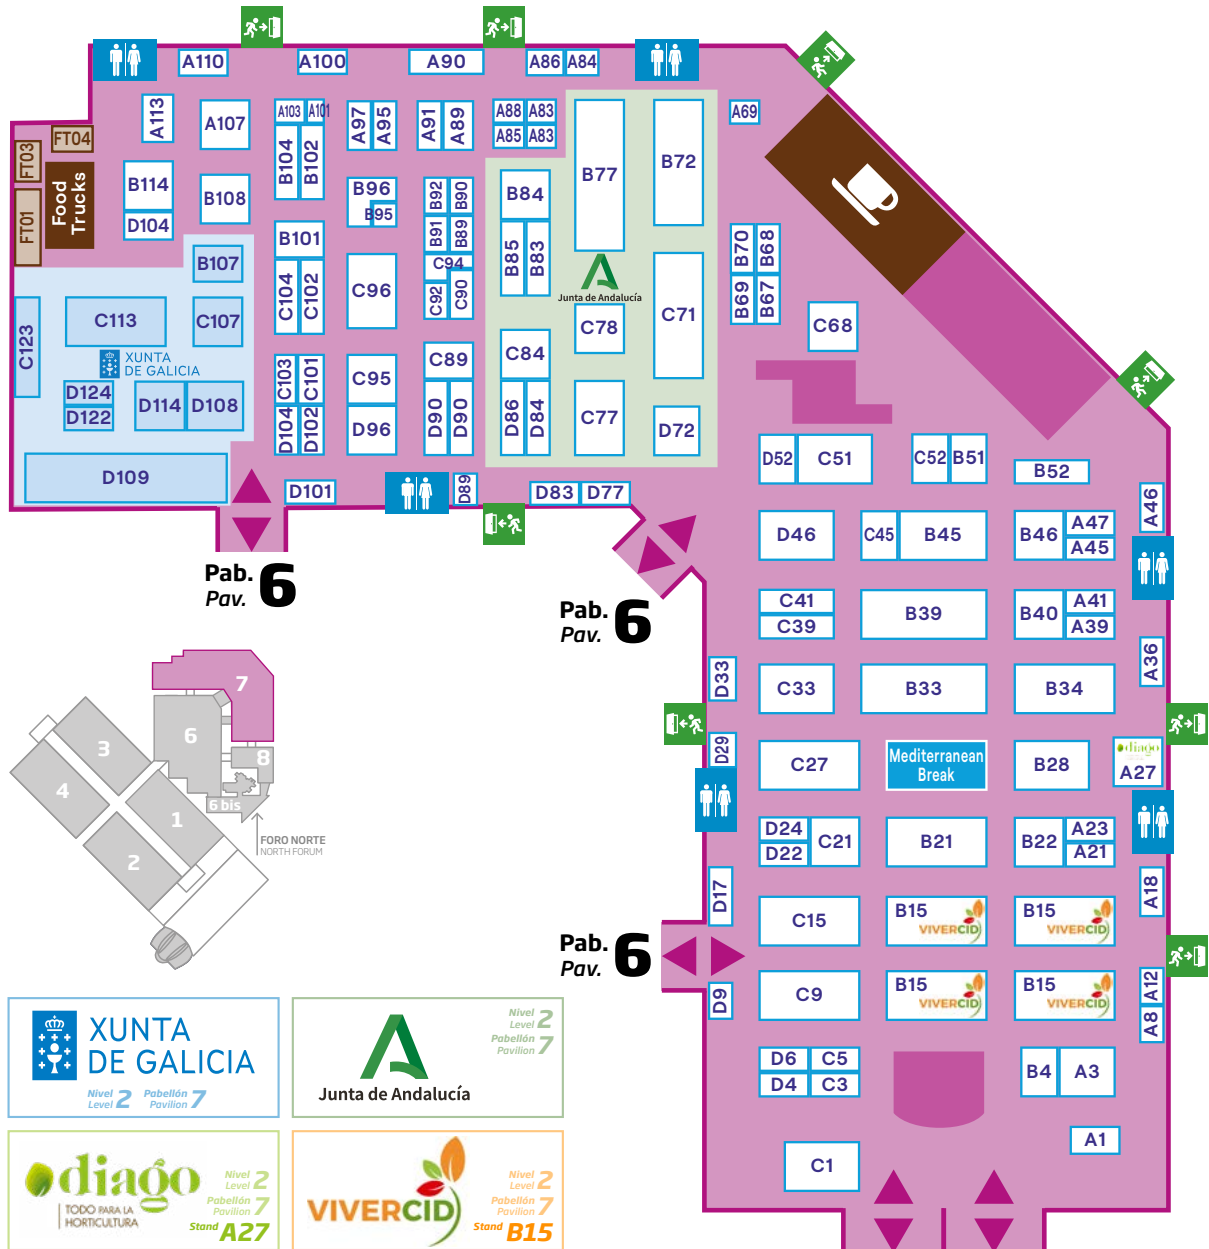 A110
A100
A90
A86
A84
A113
A107
A103
A101
A97
A95
A91
A89
A88
A83
A85
A83
A69
FT04
FT03
FT01
Food
Trucks
B104
B102
B77
B72
B114
D104
B108
B96
B95
B92
B90
B84
B91
B89
B85
B83
B101
B70
B68
B107
C94
C104
C102
C96
C92
C90
Junta de Andalucía
B69
B67
C71
C123
C113
C107
C78
C68
XUNTA
DE GALICIA
C89
C84
C103
C101
C95
D124
D122
D114
D108
D104
D102
D96
D90
D90
D86
D84
C77
D72
D52
C51
C52
B51
B52
D109
D101
D89
D83
D77
A46
D46
C45
B45
B46
A47
A45
Pab.
Pav. 6
Pab.
Pav. 6
C41
C39
B39
B40
A41
A39
D33
C33
B33
B34
A36
7
6
3
8
4
6 bis
1
2
FORO NORTE
NORTH FORUM
D29
C27
Mediterranean
Break
B28
diago
A27
D24
D22
C21
B21
B22
A23
A21
D17
C15
B15
VIVERCID
B15
VIVERCID
A18
Pab.
Pav. 6
D9
C9
B15
VIVERCID
B15
VIVERCID
A12
A8
D6
C5
D4
C3
B4
A3
A1
C1
XUNTA
DE GALICIA
Nivel
Level 2
Pabellón
Pavilion 7
Junta de Andalucía
Nivel
Level 2
Pabellón
Pavilion 7
diago
TODO PARA LA
HORTICULTURA
Nivel
Level 2
Pabellón
Pavilion 7
Stand A27
VIVERCID
Nivel
Level 2
Pabellón
Pavilion 7
Stand B15